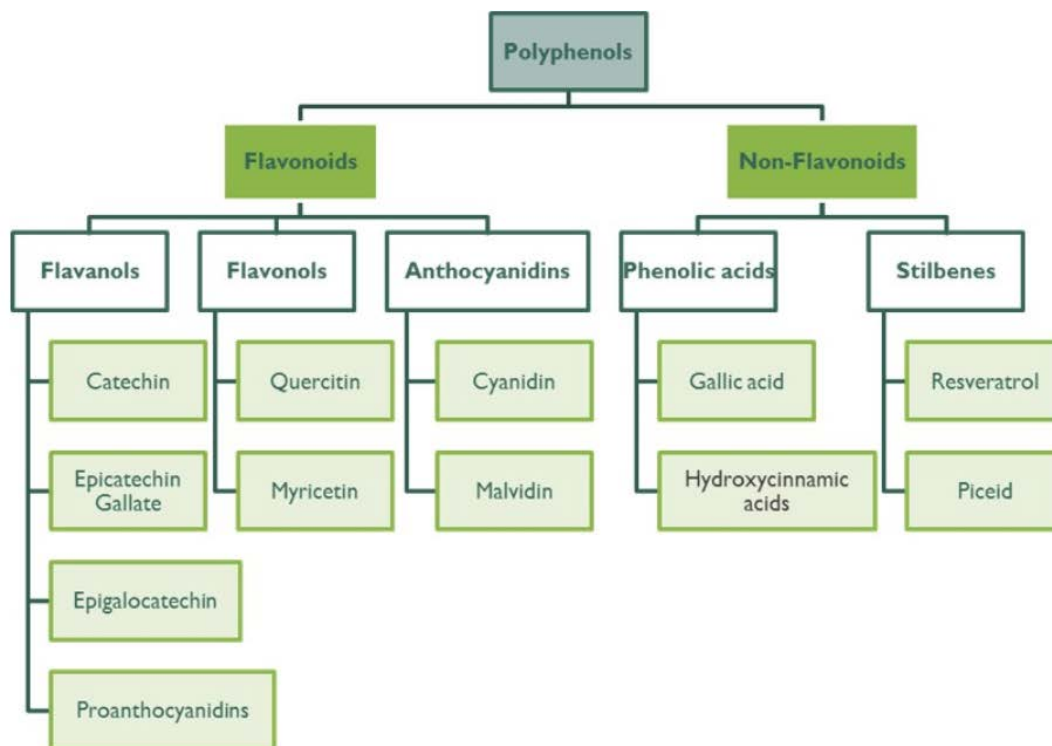 Polyphenols
Flavonoids
Non-Flavonoids
Flavanols
Flavonols
Anthocyanidins
Phenolic acids
Stilbenes
Catechin
Quercitin
Cyanidin
Gallic acid
Resveratrol
Epicatechin
Gallate
Myricetin
Malvidin
Hydroxycinnamic
acids
Piceid
Epigalocatechin
Proanthocyanidins